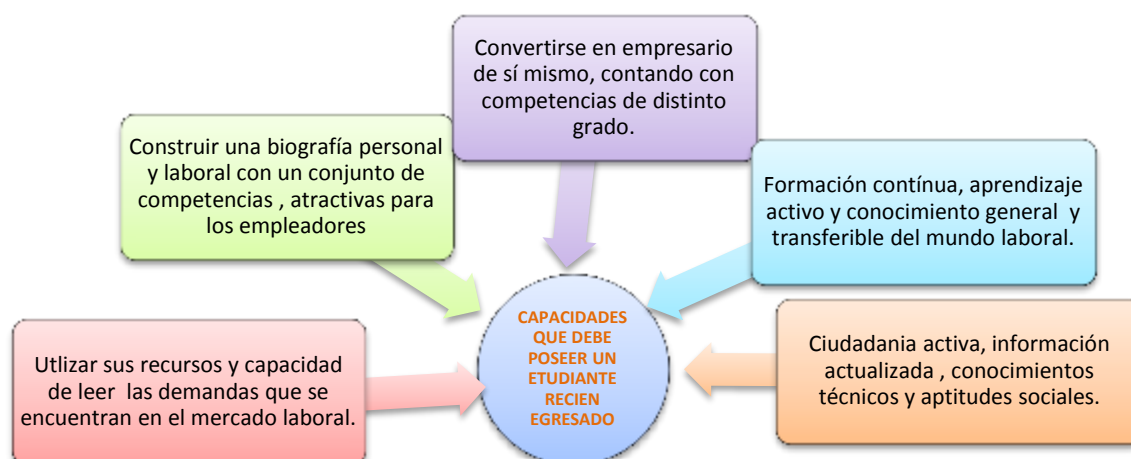 Convertirse en empresario
de sí mismo, contando con
competencias de distinto
grado.
Construir una biografía personal
y laboral con un conjunto de
competencias , atractivas para
los empleadores
Formación contínua, aprendizaje
activo y conocimiento general y
transferible del mundo laboral.
CAPACIDADES
QUE DEBE
POSEER UN
ETUDIANTE
RECIEN
EGRESADO
Utlizar sus recursos y capacidad
de leer las demandas que se
encuentran en el mercado laboral.
Ciudadania activa, información
actualizada , conocimientos
técnicos y aptitudes sociales.